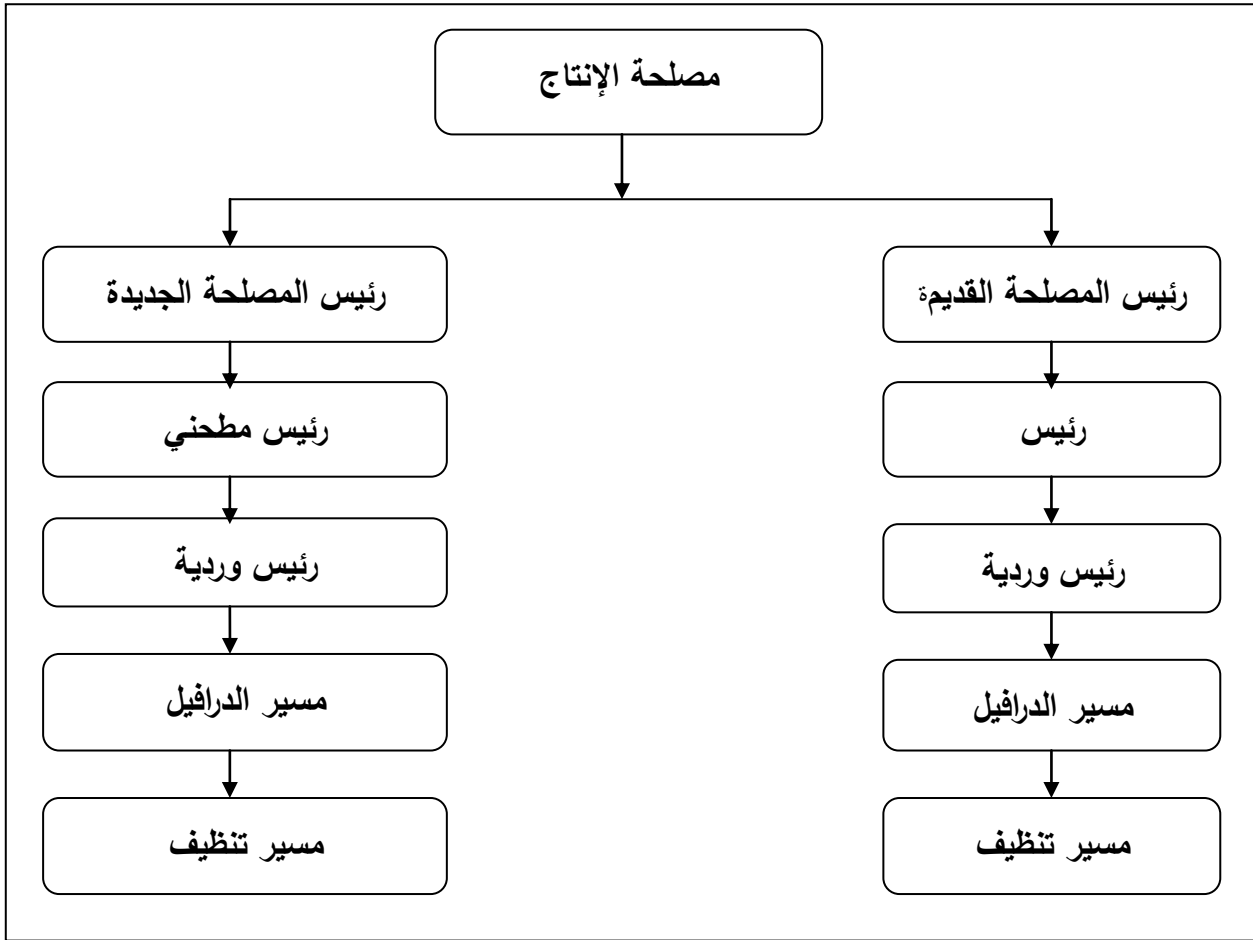 مصلحة الإنتاج
رئيس المصلحة القديمة
رئيس المصلحة الجديدة
رئيس
رئيس مطحني
رئيس وردية
رئيس وردية
مسير الدرافيل
مسير الدرافيل
مسير تنظيف
مسير تنظيف